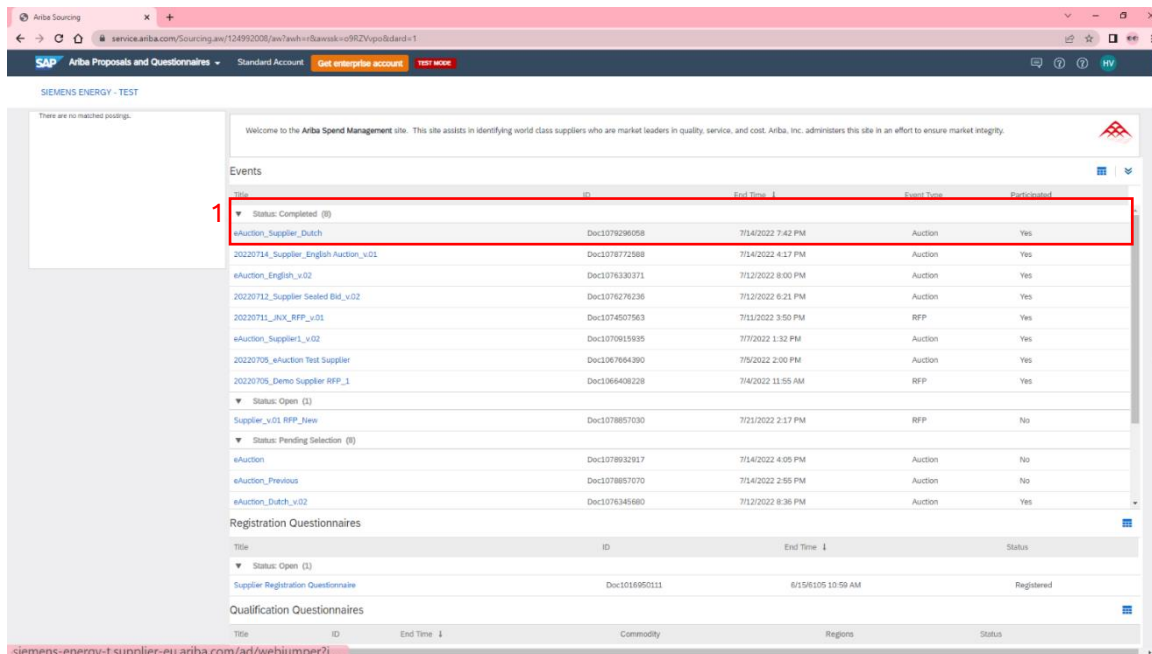 Ariba Sourcing
service.ariba.com/Sourcing.aw/124992008/aw?awh=r&awssk=o9RZVvpo&dard=1
SAP Ariba Proposals and Questionnaires Standard Account Get enterprise account TEST MODE HV
SIEMENS ENERGY - TEST
There are no matched postings.
Welcome to the Ariba Spend Management site. This site assists in identifying world class suppliers who are market leaders in quality, service, and cost. Ariba, Inc. administers this site in an effort to ensure market integrity.
Events
Title ID End Time ↓ Event Type Participated
1
▼ Status: Completed (8)
eAuction_Supplier_Dutch Doc1079296058 7/14/2022 7:42 PM Auction Yes
20220714_Supplier_English Auction_v.01 Doc1078772588 7/14/2022 4:17 PM Auction Yes
eAuction_English_v.02 Doc1076330371 7/12/2022 8:00 PM Auction Yes
20220712_Supplier Sealed Bid_v.02 Doc1076276236 7/12/2022 6:21 PM Auction Yes
20220711_JNX_RFP_v.01 Doc1074507563 7/11/2022 3:50 PM RFP Yes
eAuction_Supplier1_v.02 Doc1070915935 7/7/2022 1:32 PM Auction Yes
20220705_eAuction Test Supplier Doc1067664390 7/5/2022 2:00 PM Auction Yes
20220705_Demo Supplier RFP_1 Doc1066408228 7/4/2022 11:55 AM RFP Yes
▼ Status: Open (1)
Supplier_v.01 RFP_New Doc1078857030 7/21/2022 2:17 PM RFP No
▼ Status: Pending Selection (8)
eAuction Doc1078932917 7/14/2022 4:05 PM Auction No
eAuction_Previous Doc1078857070 7/14/2022 2:55 PM Auction No
eAuction_Dutch_v.02 Doc1076345680 7/12/2022 8:36 PM Auction Yes
Registration Questionnaires
Title ID End Time ↓ Status
▼ Status: Open (1)
Supplier Registration Questionnaire Doc1016950111 6/15/6105 10:59 AM Registered
Qualification Questionnaires
Title ID End Time ↓ Commodity Regions Status
siemens-energy-t.supplier-eu.ariba.com/ad/webjumper?i